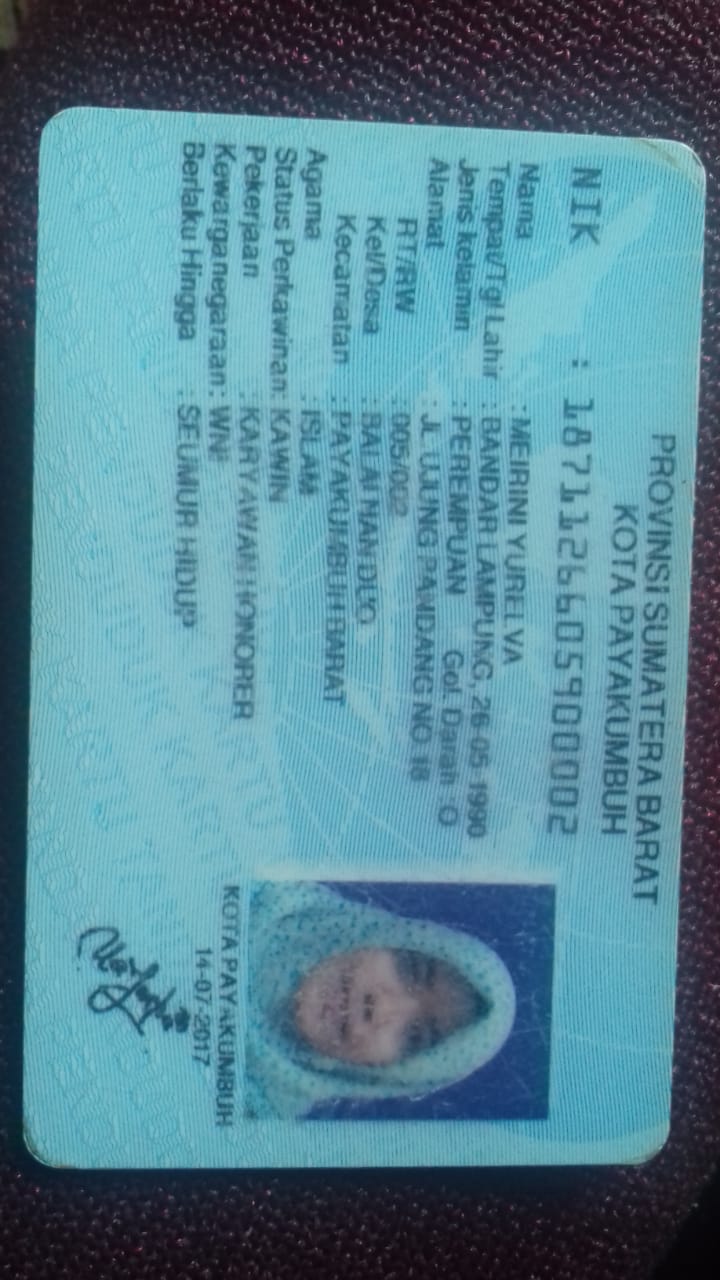 PROVINSI SUMATERA BARAT
KOTA PAYAKUMBUH
NIK : 1871126605900002
Nama : MEIRINI YURELVA
Tempat/Tgl Lahir : BANDAR LAMPUNG, 26-05-1990
Jenis kelamin : PEREMPUAN Gol. Darah : O
Alamat : JL UJUNG PANDANG NO.18
RT/RW : 005/002
Kel/Desa : BALAI NAN DUO
Kecamatan : PAYAKUMBUH BARAT
Agama : ISLAM
Status Perkawinan: KAWIN
Pekerjaan : KARYAWAN HONORER
Kewarganegaraan: WNI
Berlaku Hingga : SEUMUR HIDUP
KOTA PAYAKUMBUH
14-07-2017